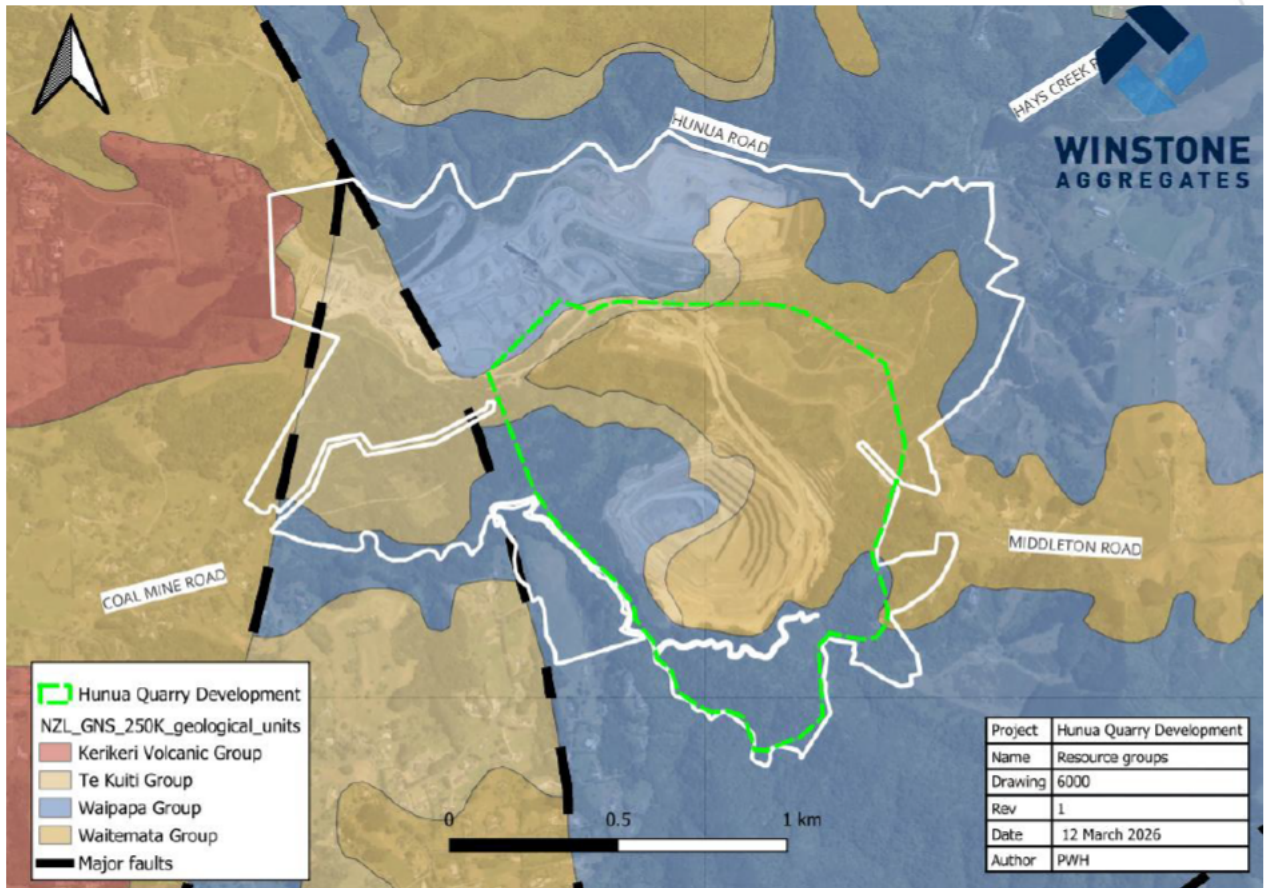 HUNUA ROAD
HAYS CREEK R
WINSTONE
AGGREGATES
MIDDLETON ROAD
COAL MINE ROAD
Hunua Quarry Development
NZL_GNS_250K_geological_units
Kerikeri Volcanic Group
Te Kuiti Group
Waipapa Group
Waitemata Group
Major faults
0 0.5 1 km
Project Hunua Quarry Development
Name Resource groups
Drawing 6000
Rev 1
Date 12 March 2026
Author PWH